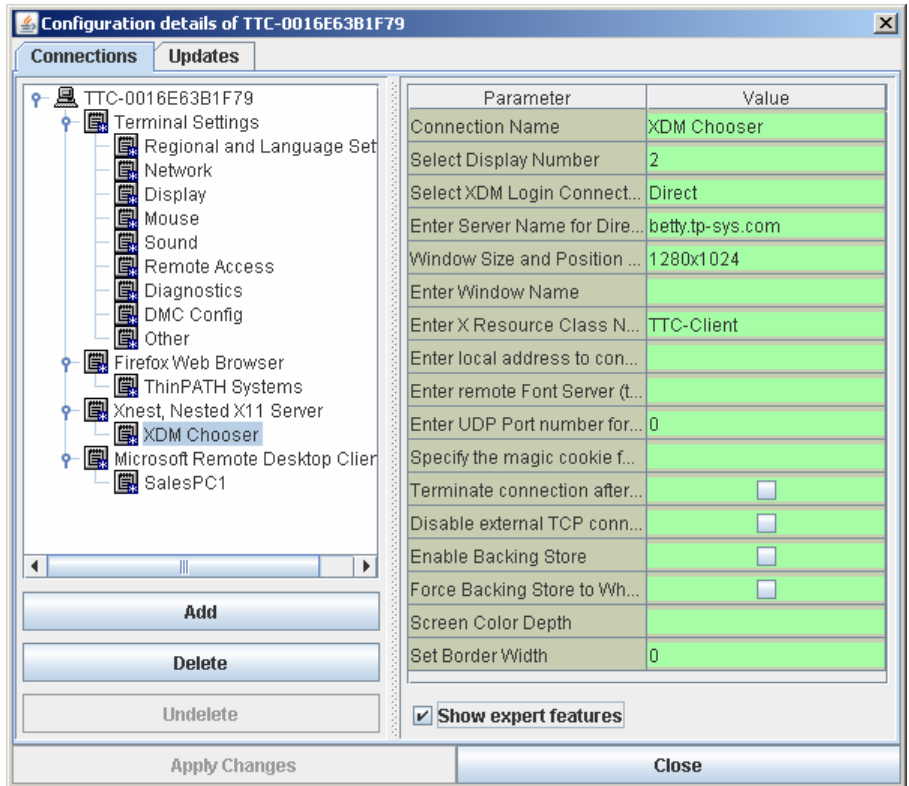 Configuration details of TTC-0016E63B1F79
Connections Updates
TTC-0016E63B1F79
Terminal Settings
Regional and Language Set
Network
Display
Mouse
Sound
Remote Access
Diagnostics
DMC Config
Other
Firefox Web Browser
ThinPATH Systems
Xnest, Nested X11 Server
XDM Chooser
Microsoft Remote Desktop Clier
SalesPC1
Add
Delete
Undelete
Parameter Value
Connection Name XDM Chooser
Select Display Number 2
Select XDM Login Connect... Direct
Enter Server Name for Dire... betty.tp-sys.com
Window Size and Position ... 1280x1024
Enter Window Name
Enter X Resource Class N... TTC-Client
Enter local address to con...
Enter remote Font Server (t...
Enter UDP Port number for... 0
Specify the magic cookie f...
Terminate connection after...
Disable external TCP conn...
Enable Backing Store
Force Backing Store to Wh...
Screen Color Depth
Set Border Width 0
Show expert features
Apply Changes Close